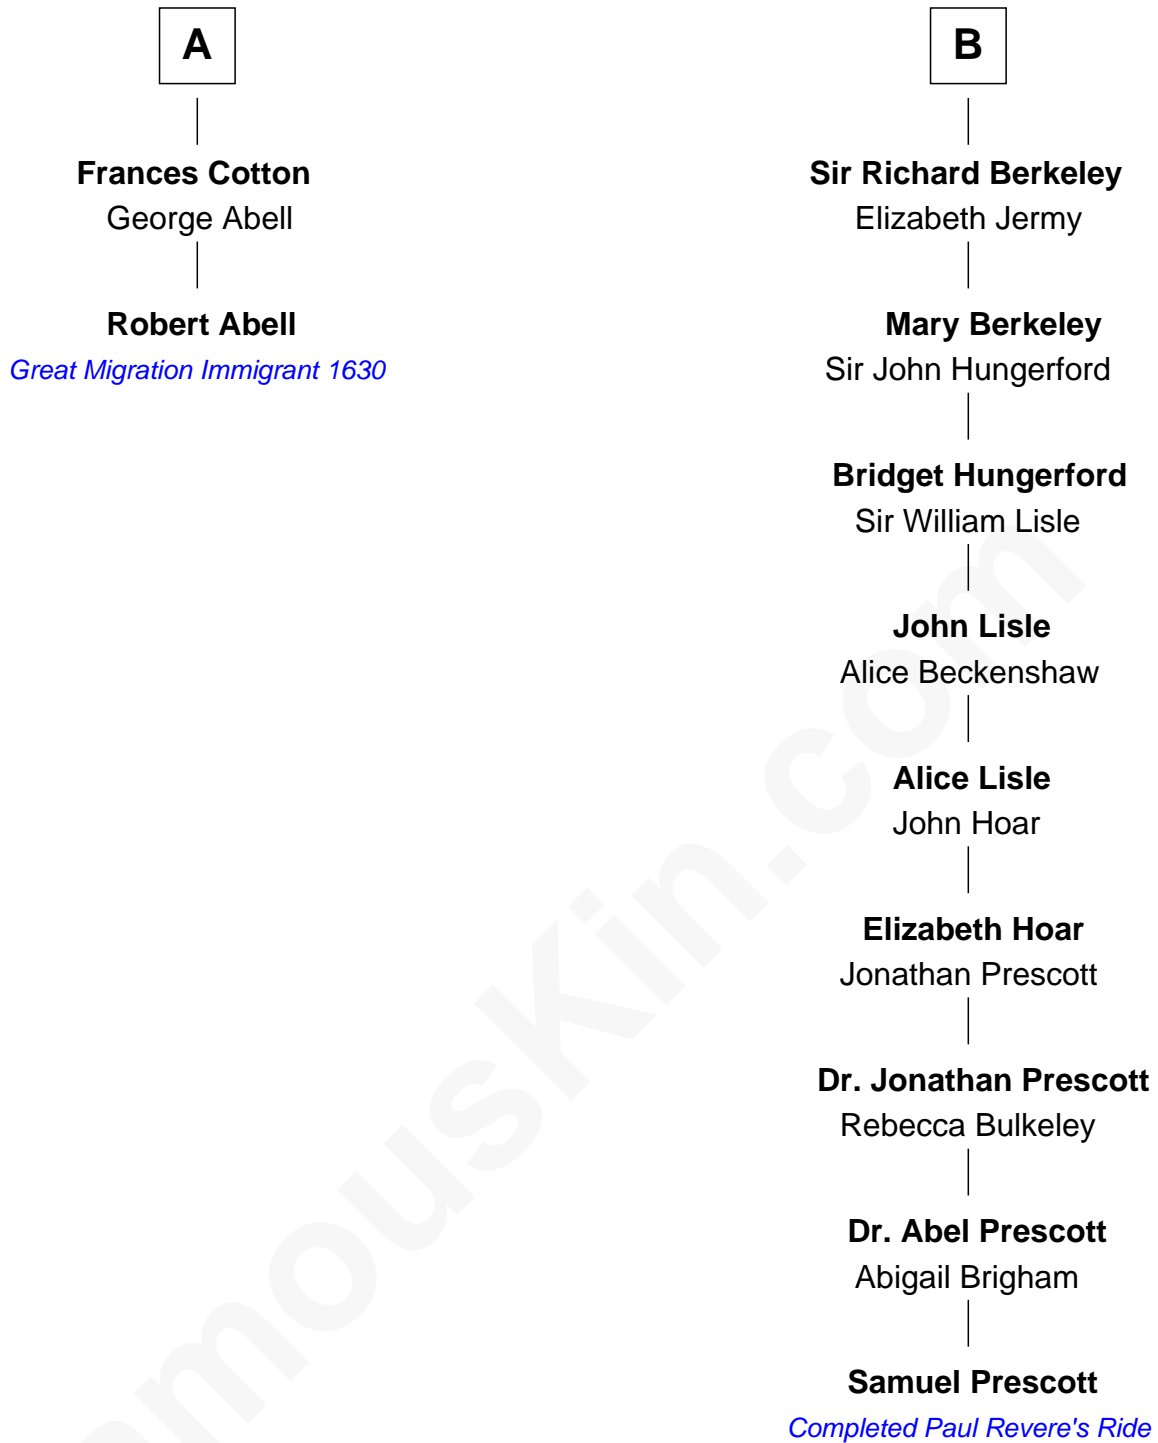 A
Frances Cotton
George Abell
Robert Abell
Great Migration Immigrant 1630
B
Sir Richard Berkeley
Elizabeth Jermy
Mary Berkeley
Sir John Hungerford
Bridget Hungerford
Sir William Lisle
John Lisle
Alice Beckenshaw
Alice Lisle
John Hoar
Elizabeth Hoar
Jonathan Prescott
Dr. Jonathan Prescott
Rebecca Bulkeley
Dr. Abel Prescott
Abigail Brigham
Samuel Prescott
Completed Paul Revere's Ride
amouskin.com